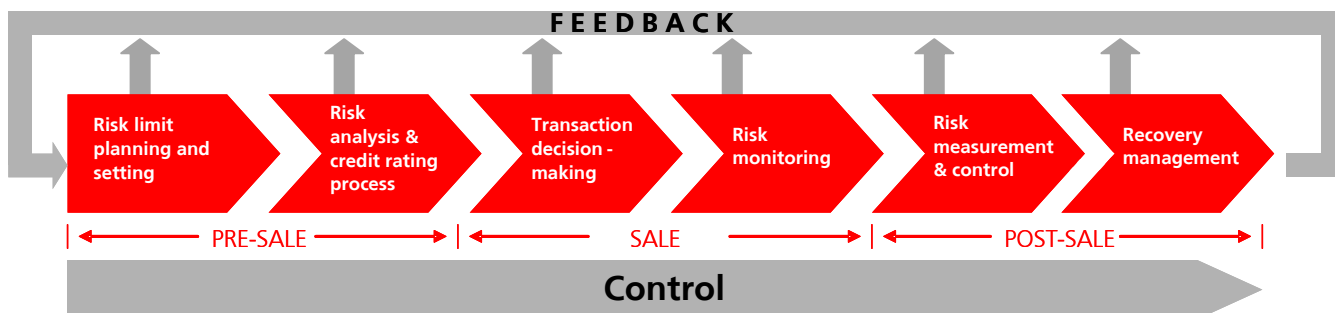 FEEDBACK
Risk limit
planning and
setting
Risk
analysis &
credit rating
process
Transaction
decision -
making
Risk
monitoring
Risk
measurement
& control
Recovery
management
PRE-SALE
SALE
POST-SALE
Control